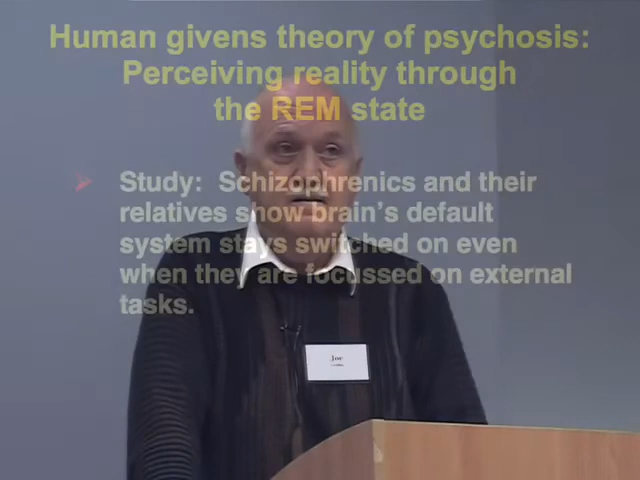 Human givens theory of psychosis:
Perceiving reality through
the REM state
Study: Schizophrenics and their
relatives show brain's default
system stays switched on even
when they are focussed on external
tasks.
Joe